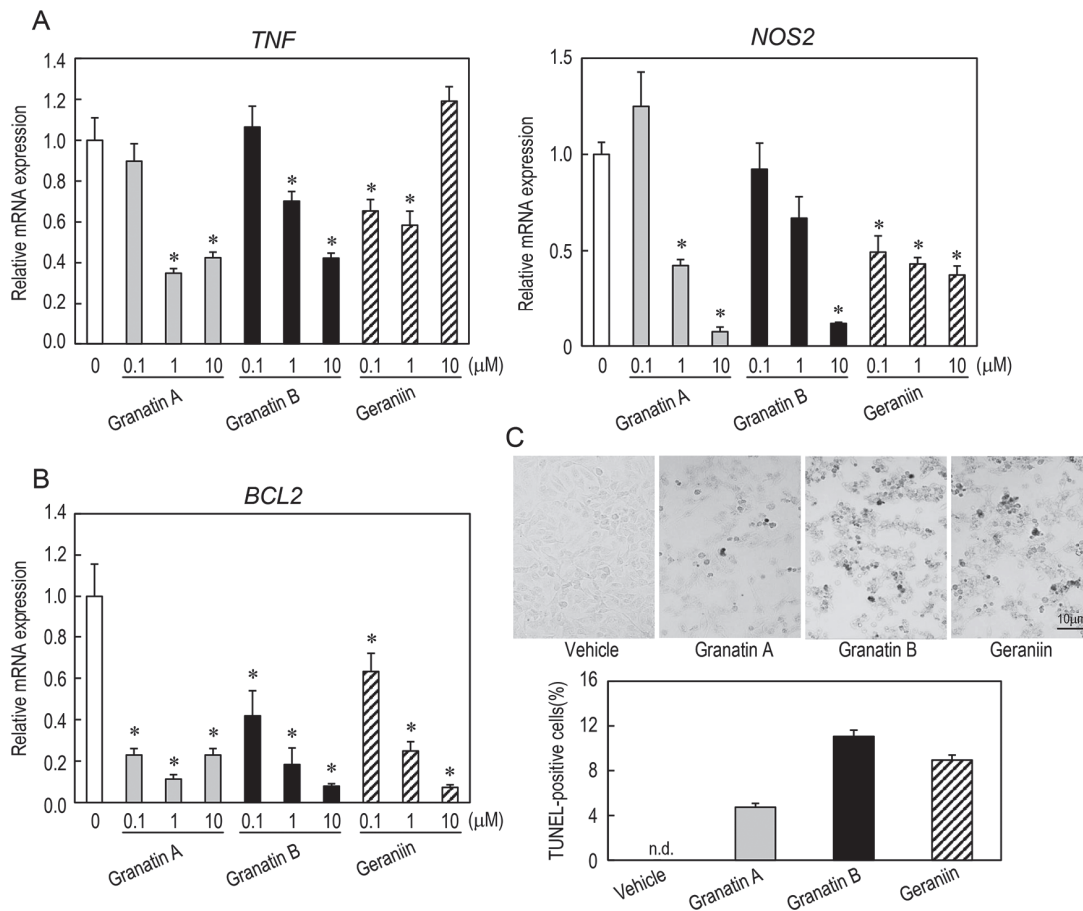 A
TNF
Relative mRNA expression
1.4
1.2
1.0
0.8
0.6
0.4
0.2
0.0
* * * * * *
0 0.1 1 10 0.1 1 10 0.1 1 10 (μM)
Granatin A Granatin B Geraniin
NOS2
Relative mRNA expression
1.5
1.0
0.5
0
* * * * * *
0 0.1 1 10 0.1 1 10 0.1 1 10 (μM)
Granatin A Granatin B Geraniin
B
BCL2
Relative mRNA expression
1.4
1.2
1.0
0.8
0.6
0.4
0.2
0.0
* * * * * * * * *
0 0.1 1 10 0.1 1 10 0.1 1 10 (μM)
Granatin A Granatin B Geraniin
C
10μm
Vehicle Granatin A Granatin B Geraniin
TUNEL-positive cells(%)
16
12
8
4
0
n.d.
Vehicle Granatin A Granatin B Geraniin